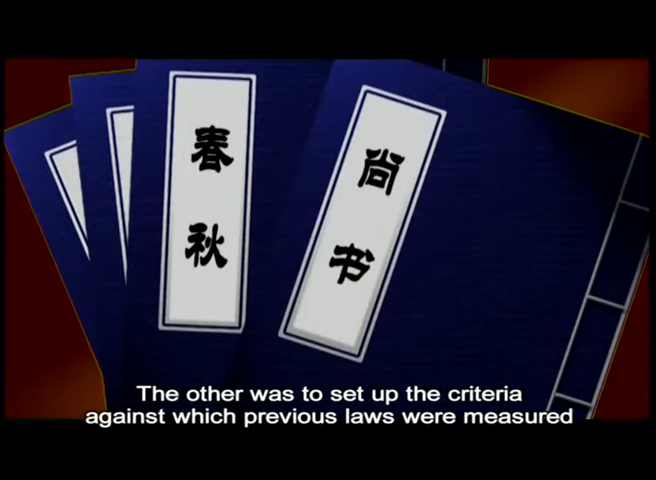 春秋
尚书
The other was to set up the criteria
against which previous laws were measured